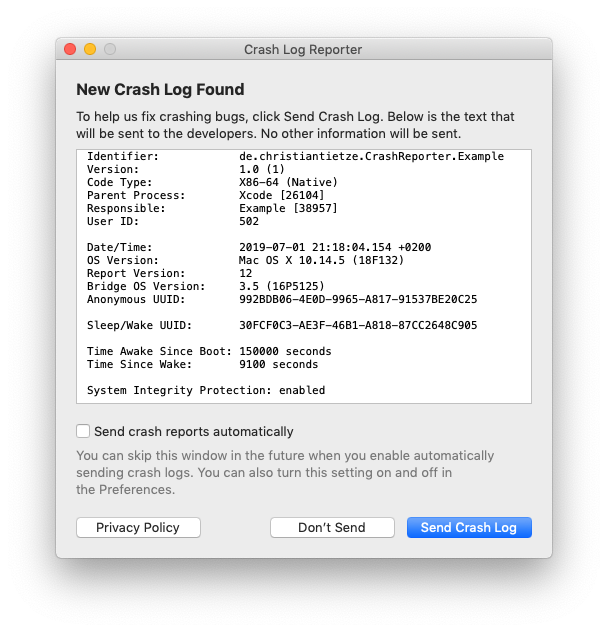 Crash Log Reporter
New Crash Log Found
To help us fix crashing bugs, click Send Crash Log. Below is the text that
will be sent to the developers. No other information will be sent.
Identifier: de.christiantietze.CrashReporter.Example
Version: 1.0 (1)
Code Type: X86-64 (Native)
Parent Process: Xcode [26104]
Responsible: Example [38957]
User ID: 502
Date/Time: 2019-07-01 21:18:04.154 +0200
OS Version: Mac OS X 10.14.5 (18F132)
Report Version: 12
Bridge OS Version: 3.5 (16P5125)
Anonymous UUID: 992BDB06-4E0D-9965-A817-91537BE20C25
Sleep/Wake UUID: 30FCF0C3-AE3F-46B1-A818-87CC2648C905
Time Awake Since Boot: 150000 seconds
Time Since Wake: 9100 seconds
System Integrity Protection: enabled
Send crash reports automatically
You can skip this window in the future when you enable automatically
sending crash logs. You can also turn this setting on and off in
the Preferences.
Privacy Policy Don’t Send Send Crash Log